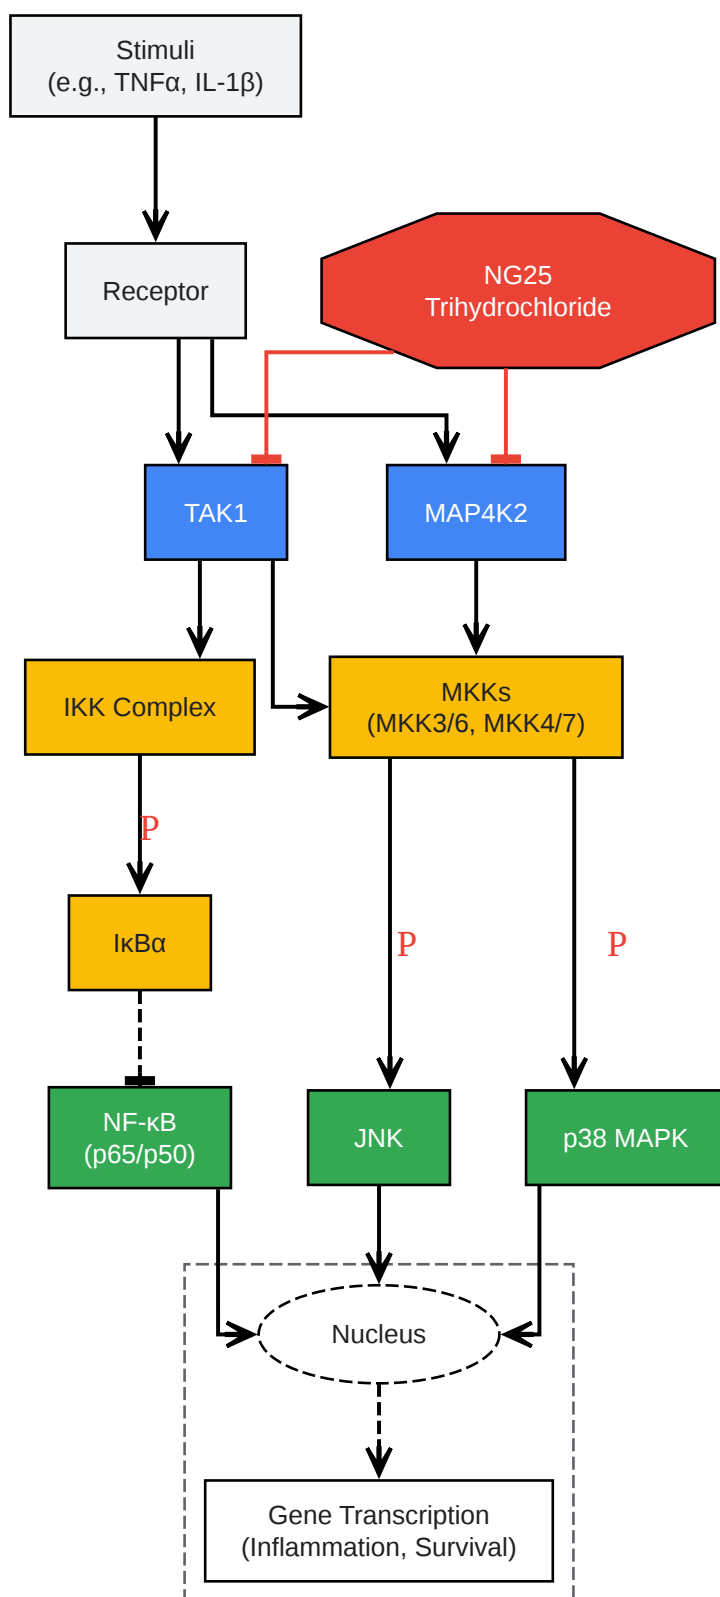 Stimuli
(e.g., TNFα, IL-1β)
Receptor
NG25
Trihydrochloride
TAK1
MAP4K2
IKK Complex
MKKs
(MKK3/6, MKK4/7)
P
IκBα
P
P
NF-κB
(p65/p50)
JNK
p38 MAPK
Nucleus
Gene Transcription
(Inflammation, Survival)